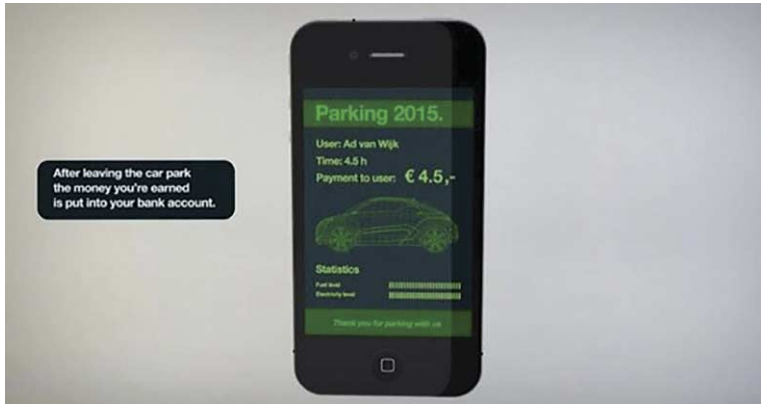 After leaving the car park
the money you're earned
is put into your bank account.
Parking 2015.
User: Ad van Wijk
Time: 4.5 h
Payment to user: € 4.5,-
Statistics
Fuel level
Electricity level
Thank you for parking with us